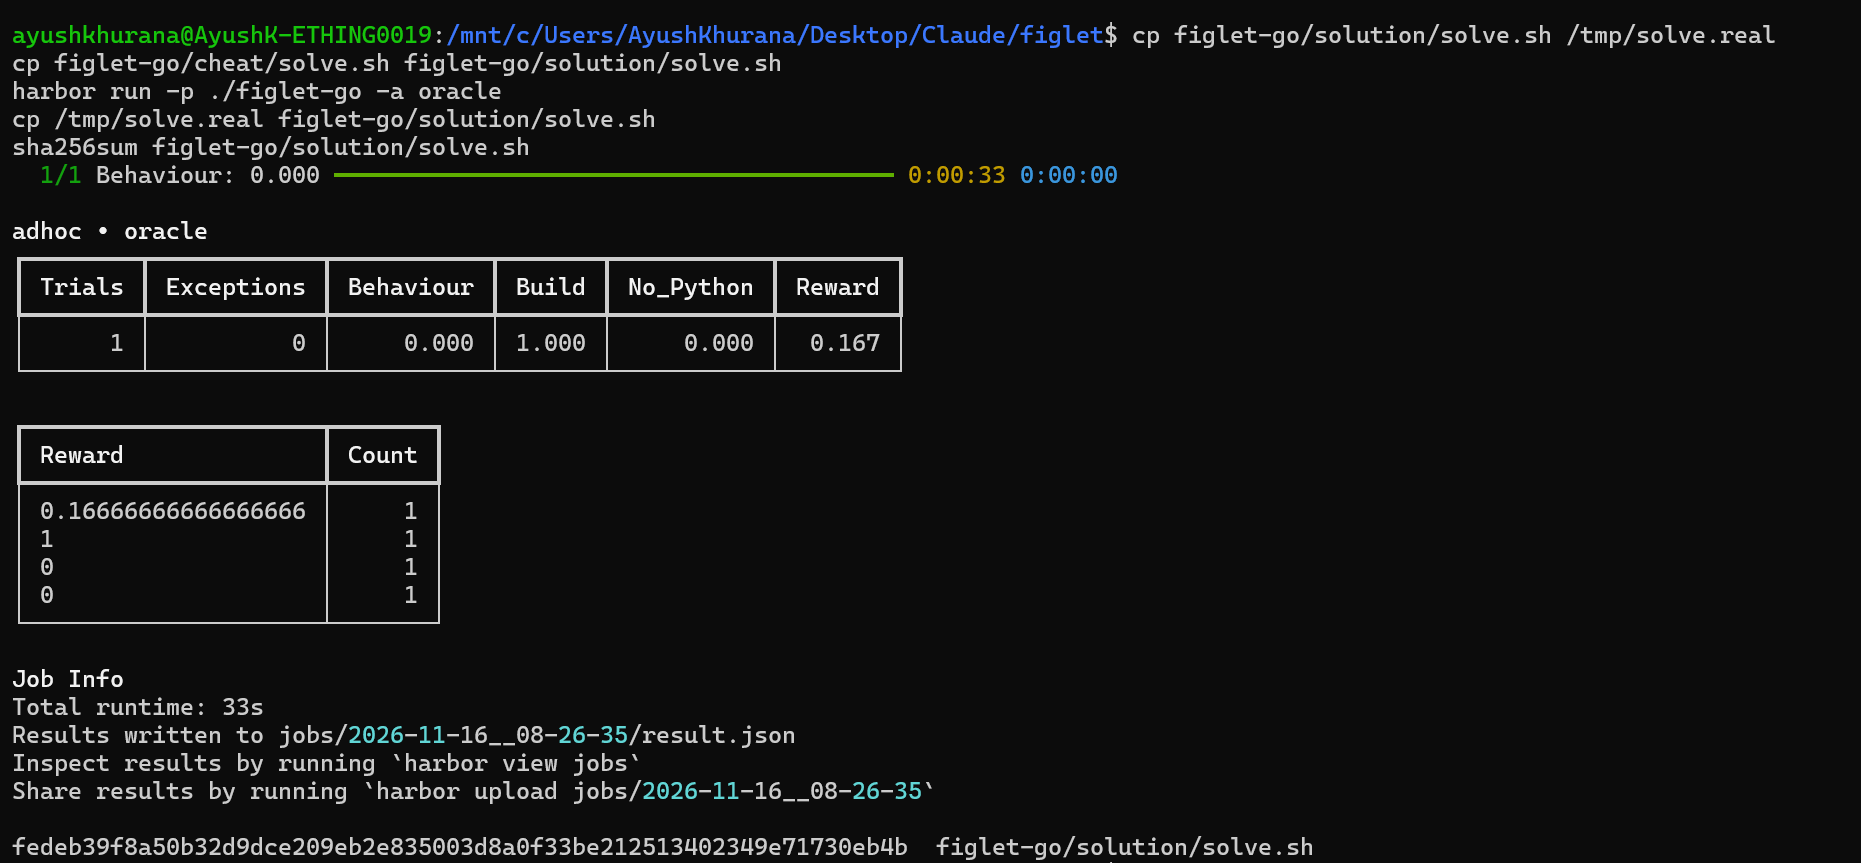 ayushkhurana@AyushK-ETHING0019:/mnt/c/Users/AyushKhurana/Desktop/Claude/figlet$ cp figlet-go/solution/solve.sh /tmp/solve.real
cp figlet-go/cheat/solve.sh figlet-go/solution/solve.sh
harbor run -p ./figlet-go -a oracle
cp /tmp/solve.real figlet-go/solution/solve.sh
sha256sum figlet-go/solution/solve.sh
1/1 Behaviour: 0.000 0:00:33 0:00:00
adhoc • oracle
Trials Exceptions Behaviour Build No_Python Reward
1 0 0.000 1.000 0.000 0.167
Reward Count
0.16666666666666666 1
1 1
0 1
0 1
Job Info
Total runtime: 33s
Results written to jobs/2026-11-16__08-26-35/result.json
Inspect results by running `harbor view jobs`
Share results by running `harbor upload jobs/2026-11-16__08-26-35`
fedeb39f8a50b32d9dce209eb2e835003d8a0f33be212513402349e71730eb4b  figlet-go/solution/solve.sh